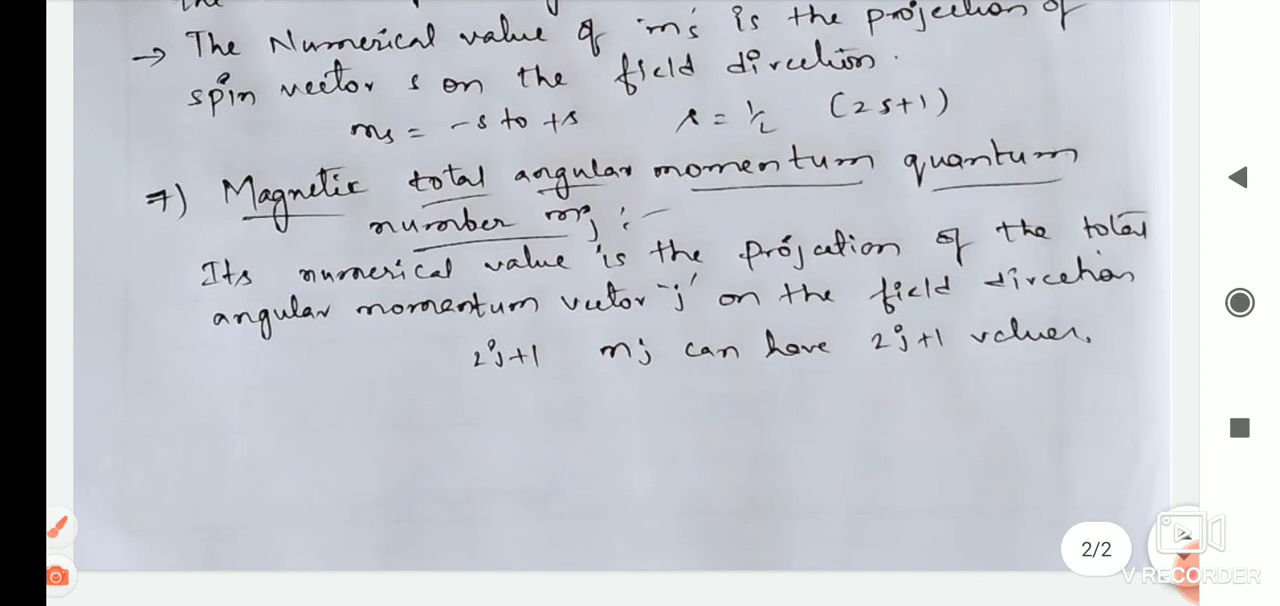 the
→ The Numerical value of 'ms' is the projection of
spin vector s on the field direction.
ms = -s to +s s = 1/2 (2s+1)
7) Magnetic total angular momentum quantum
number mj :-
Its numerical value is the projection of the total
angular momentum vector 'j' on the field direction
2j+1 mj can have 2j+1 values.
2/2
V RECORDER